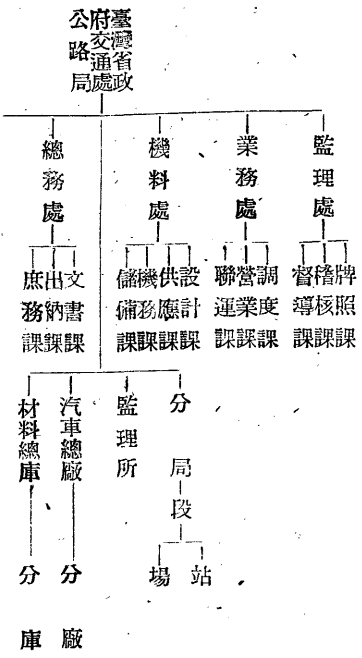 臺灣省政
府交通處
公路局
監理處
牌照課
稽核課
督導課
業務處
調度課
營業課
聯運課
機料處
設計課
供應課
機務課
儲備課
總務處
文書課
出納課
庶務課
分局
段
站
場
監理所
汽車總廠
分廠
材料總庫
分庫